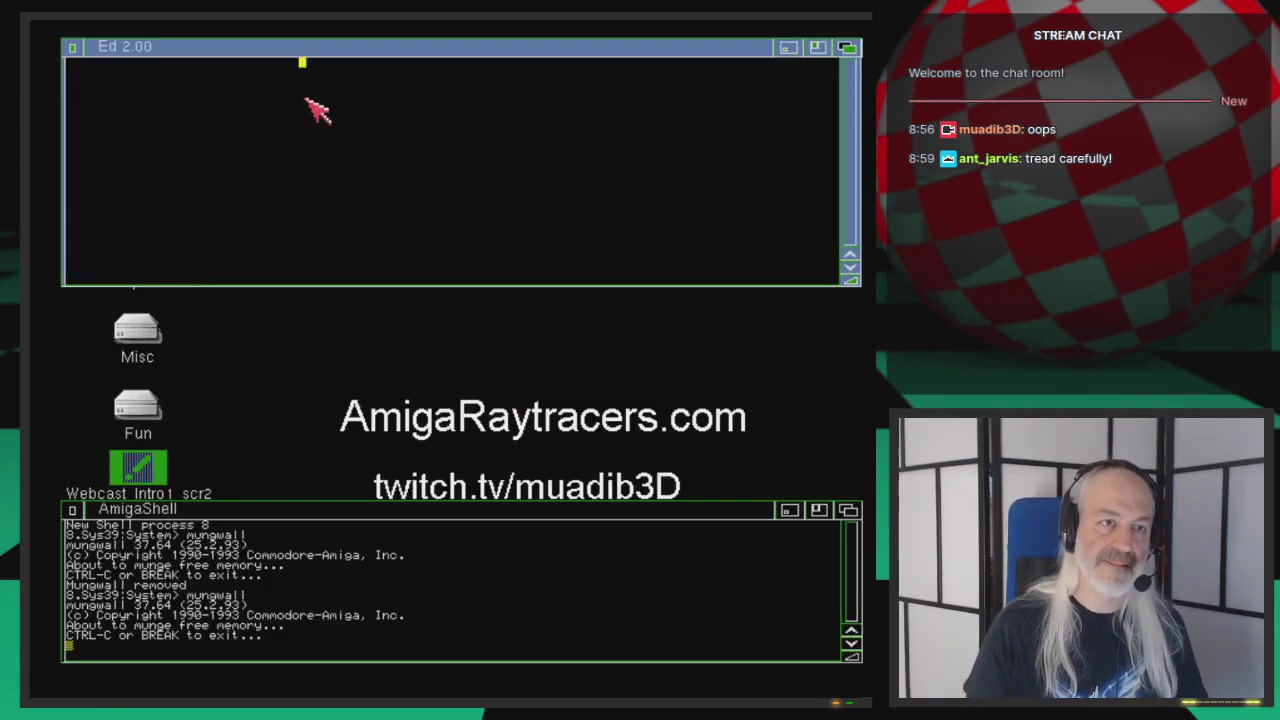 Ed 2.00
Misc
Fun
Webcast_Intro1_scr2
AmigaRaytracers.com
twitch.tv/muadib3D
AmigaShell
New Shell process 8
8.Sys39:System> mungwall
mungwall 37.64 (25.2.93)
(c) Copyright 1990-1993 Commodore-Amiga, Inc.
About to munge free memory...
CTRL-C or BREAK to exit...
Mungwall removed
8.Sys39:System> mungwall
mungwall 37.64 (25.2.93)
(c) Copyright 1990-1993 Commodore-Amiga, Inc.
About to munge free memory...
CTRL-C or BREAK to exit...
STREAM CHAT
Welcome to the chat room!
New
8:56 muadib3D: oops
8:59 ant_jarvis: tread carefully!